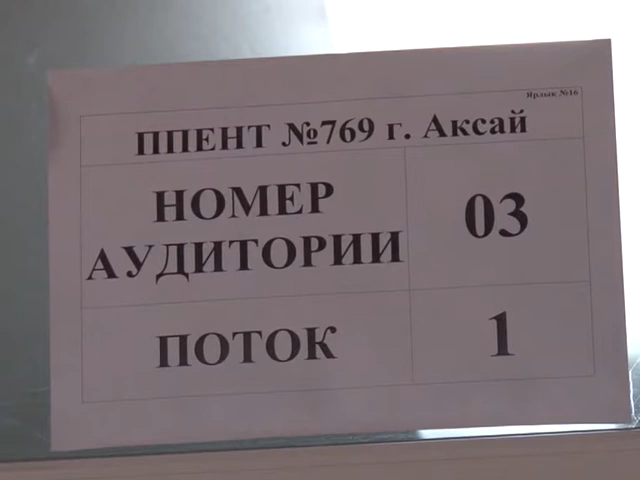 Ярлык №16
ППЕНТ №769 г. Аксай
НОМЕР
АУДИТОРИИ
03
ПОТОК
1